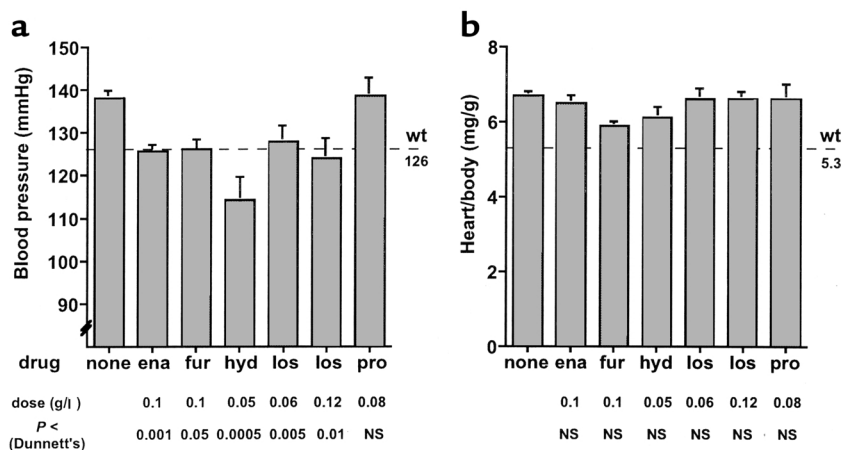 a
150
140
130
120
110
100
90
Blood pressure (mmHg)
wt
126
drug none ena fur hyd los los pro
dose (g/l) 0.1 0.1 0.05 0.06 0.12 0.08
P <
(Dunnett's) 0.001 0.05 0.0005 0.005 0.01 NS
b
8
6
4
2
0
Heart/body (mg/g)
wt
5.3
none ena fur hyd los los pro
0.1 0.1 0.05 0.06 0.12 0.08
NS NS NS NS NS NS